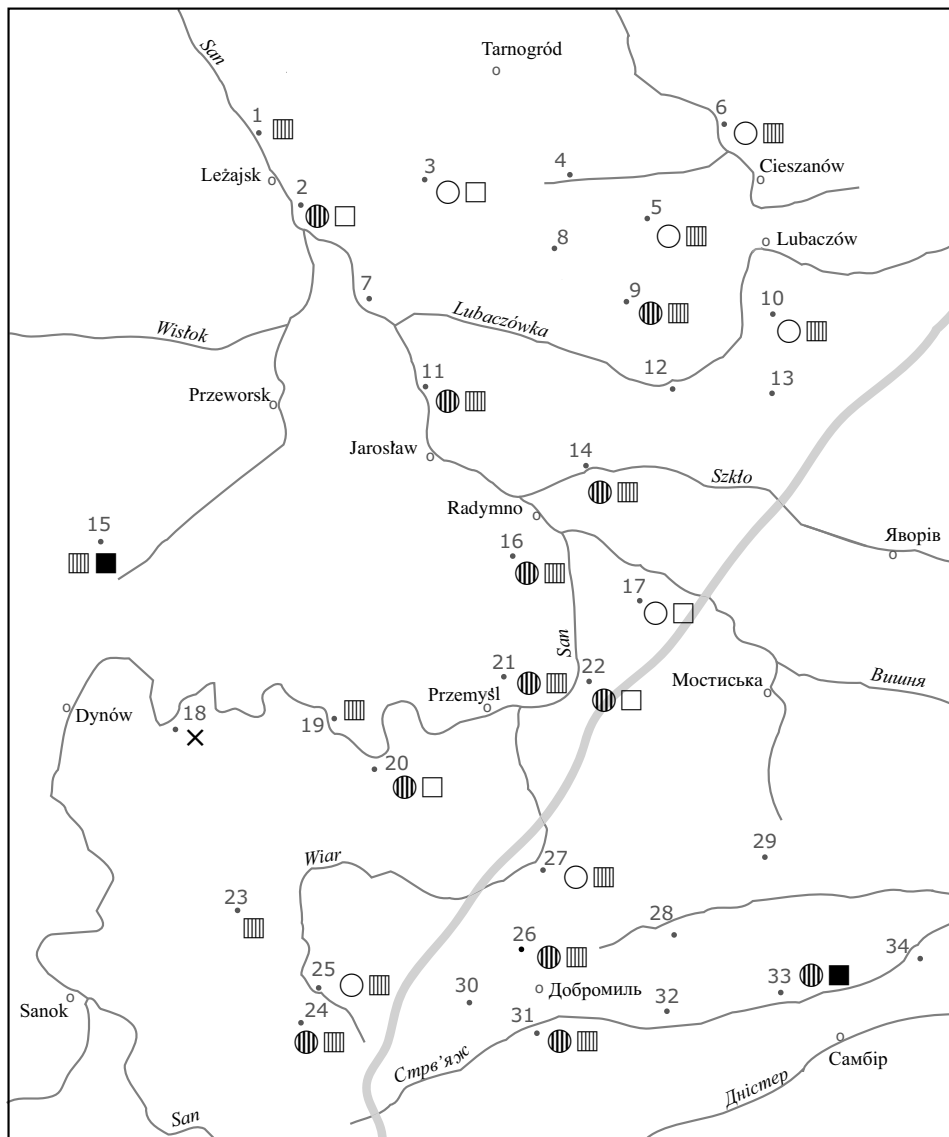 San
Tarnogród
1
6
Leżajsk
3
4
Cieszanów
2
5
8
Lubaczów
7
9
10
Wisłok
Lubaczówka
11
12
13
Przeworsk
Jarosław
14
Szkło
Radymno
15
16
Яворів
17
San
21
22
Przemyśl
Мостиська
Вишня
Dynów
18
19
20
Wiar
27
29
23
28
26
25
34
33
Sanok
30
Добромиль
32
24
31
Стрв'яж
Самбір
San
Дністер